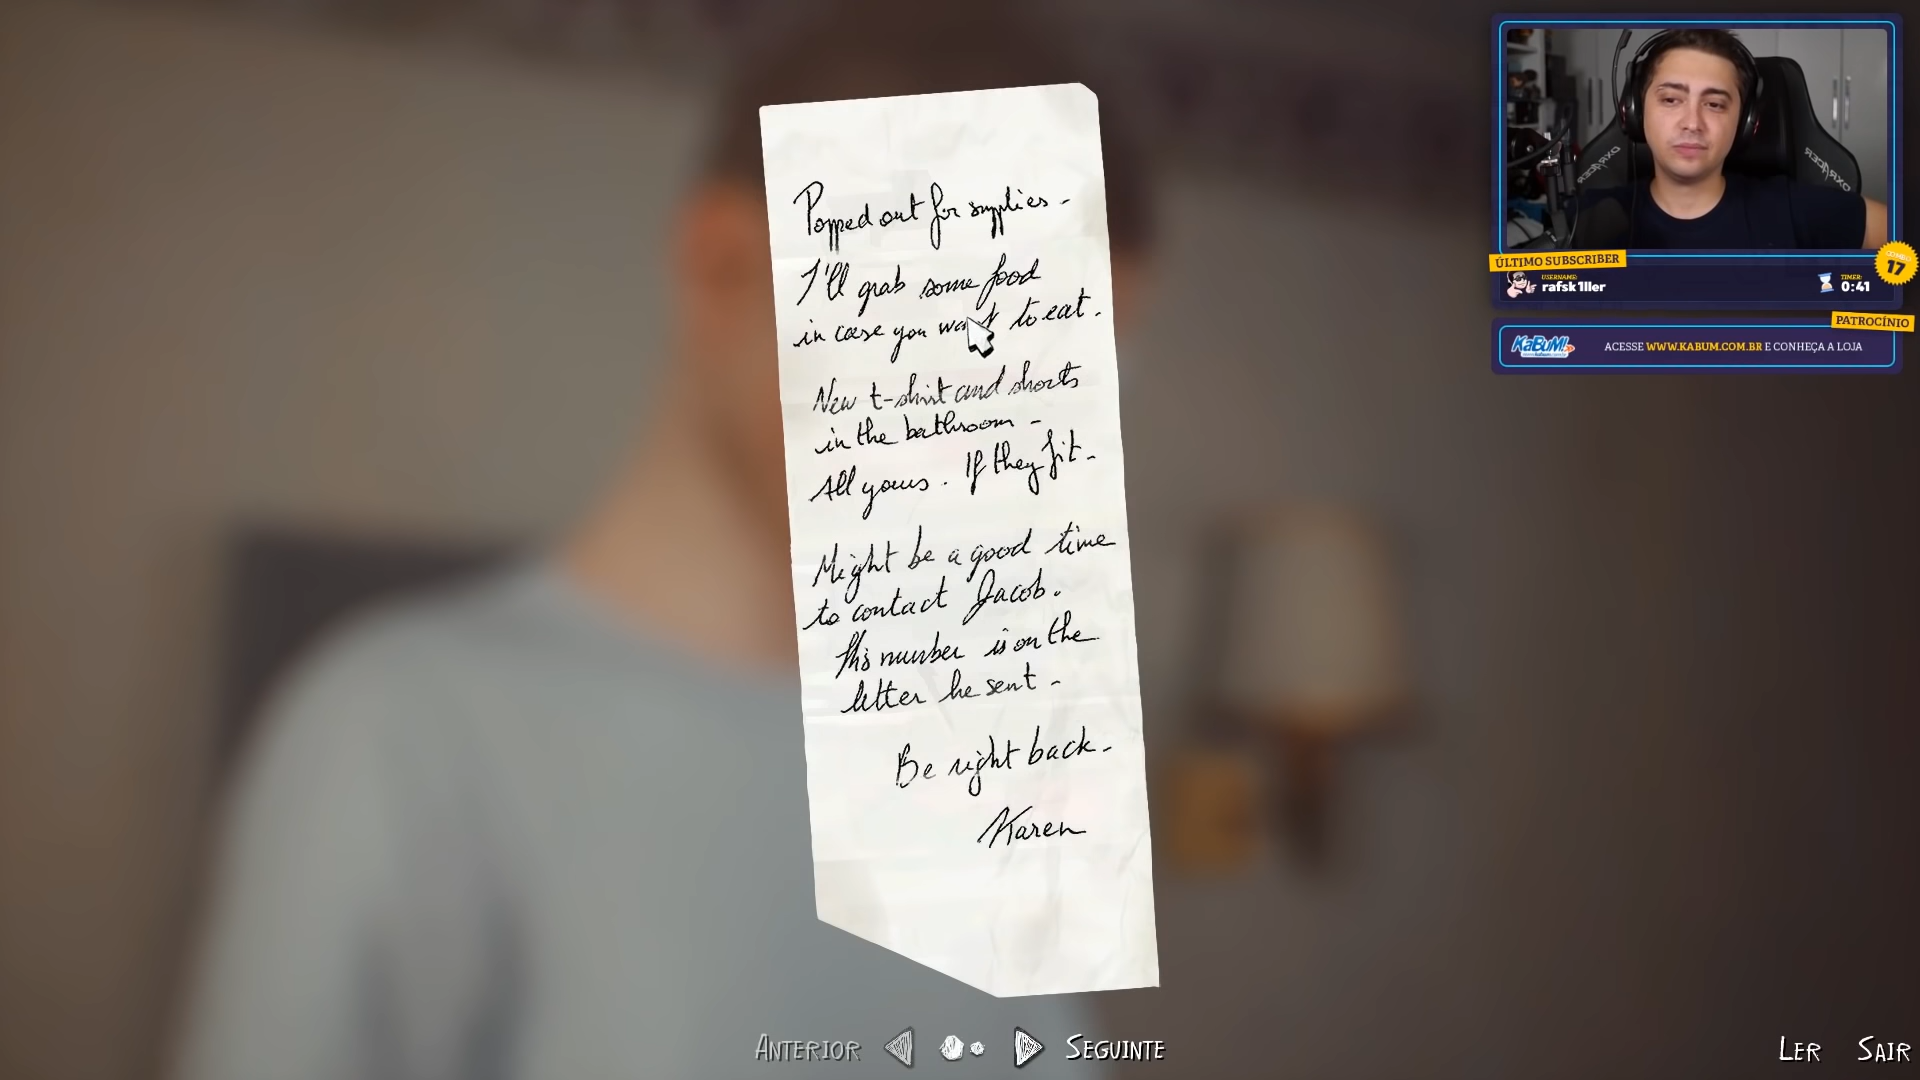 Popped out for supplies -
I'll grab some food
in case you want to eat.
New t-shirt and shorts
in the bathroom -
All yours. If they fit -
Might be a good time
to contact Jacob.
His number is on the
letter he sent -
Be right back -
Karen
ÚLTIMO SUBSCRIBER
USERNAME:
rafsk1ller
TIMER:
0:41
17
PATROCÍNIO
KaBuM!
ACESSE WWW.KABUM.COM.BR E CONHEÇA A LOJA
ANTERIOR
SEGUINTE
LER
SAIR